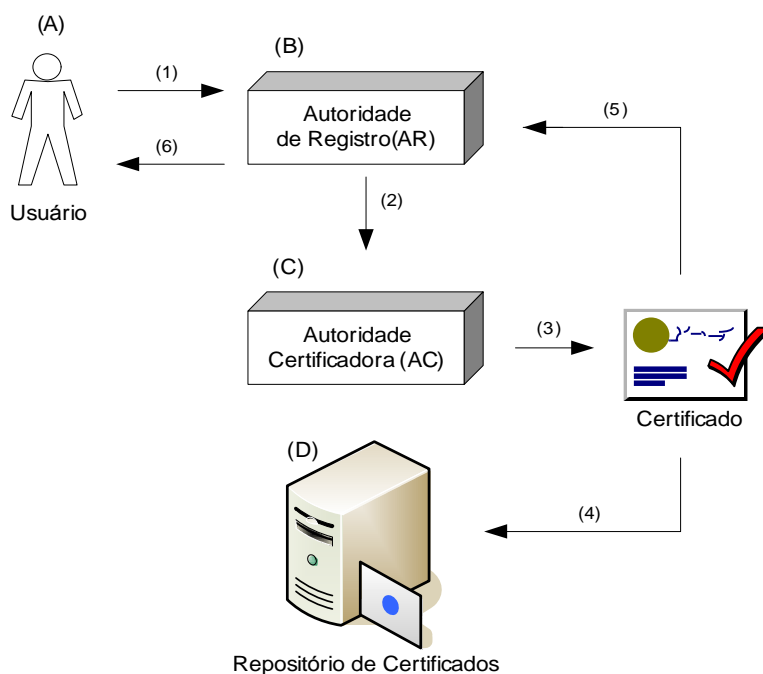 (A)
(B)
(1)
Autoridade
de Registro(AR)
(5)
(6)
Usuário
(2)
(C)
Autoridade
Certificadora (AC)
(3)
Certificado
(D)
(4)
Repositório de Certificados